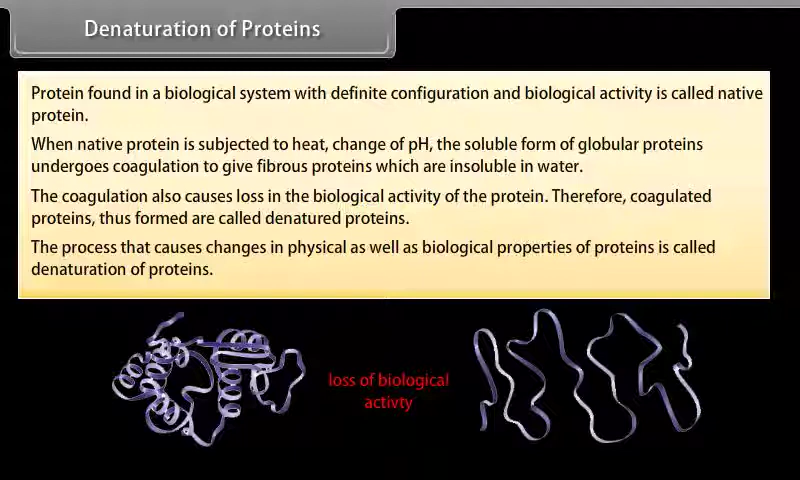 Denaturation of Proteins
Protein found in a biological system with definite configuration and biological activity is called native
protein.
When native protein is subjected to heat, change of pH, the soluble form of globular proteins
undergoes coagulation to give fibrous proteins which are insoluble in water.
The coagulation also causes loss in the biological activity of the protein. Therefore, coagulated
proteins, thus formed are called denatured proteins.
The process that causes changes in physical as well as biological properties of proteins is called
denaturation of proteins.
loss of biological
activty